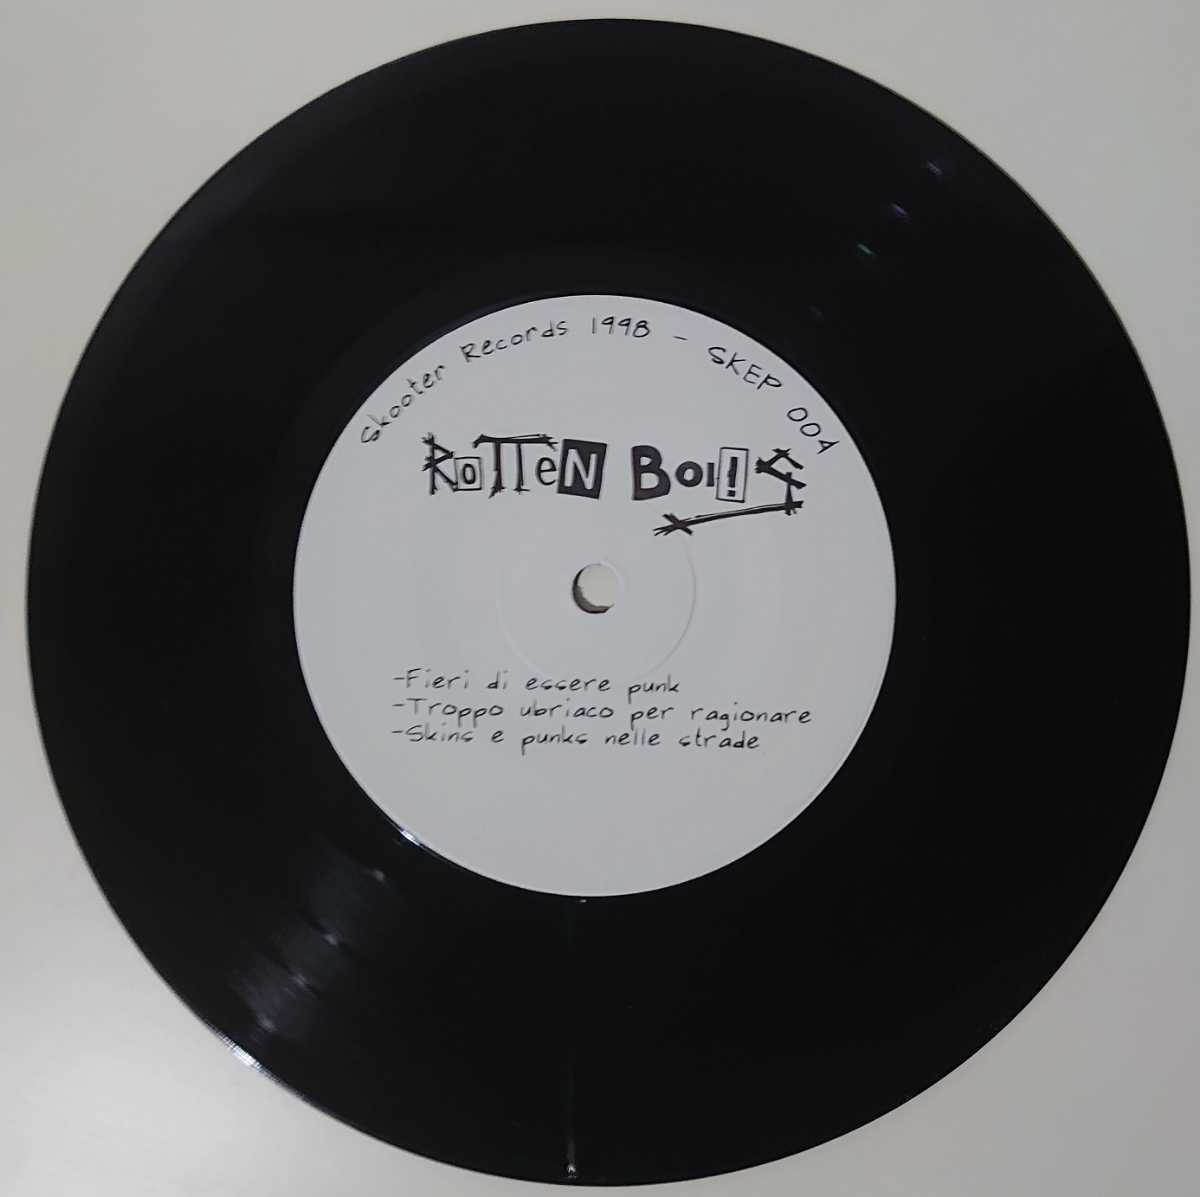 Skooter Records 1998 - SKEP 004
ROTTEN BOI!S
-Fieri di essere punk
-Troppo ubriaco per ragionare
-Skins e punks nelle strade